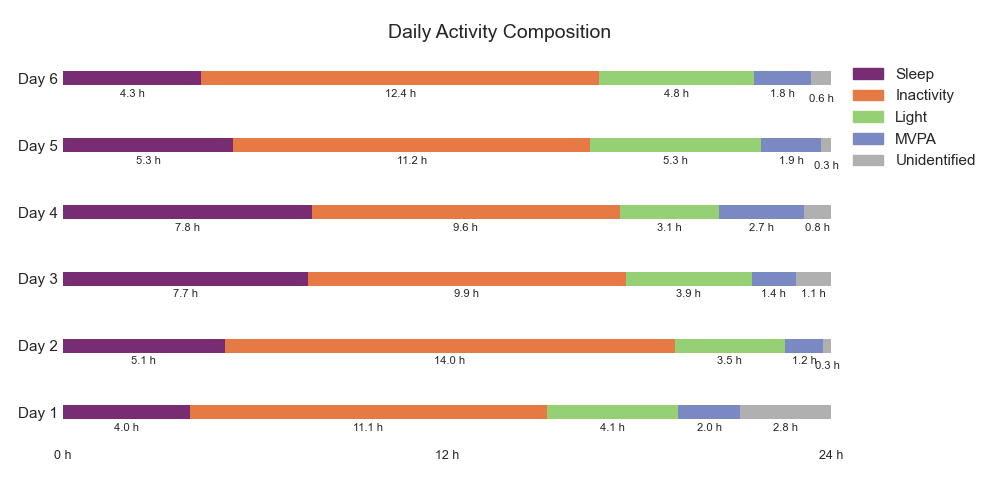 Daily Activity Composition
Day 6
4.3 h 12.4 h 4.8 h 1.8 h 0.6 h
Day 5
5.3 h 11.2 h 5.3 h 1.9 h 0.3 h
Day 4
7.8 h 9.6 h 3.1 h 2.7 h 0.8 h
Day 3
7.7 h 9.9 h 3.9 h 1.4 h 1.1 h
Day 2
5.1 h 14.0 h 3.5 h 1.2 h 0.3 h
Day 1
4.0 h 11.1 h 4.1 h 2.0 h 2.8 h
0 h 12 h 24 h
Sleep
Inactivity
Light
MVPA
Unidentified